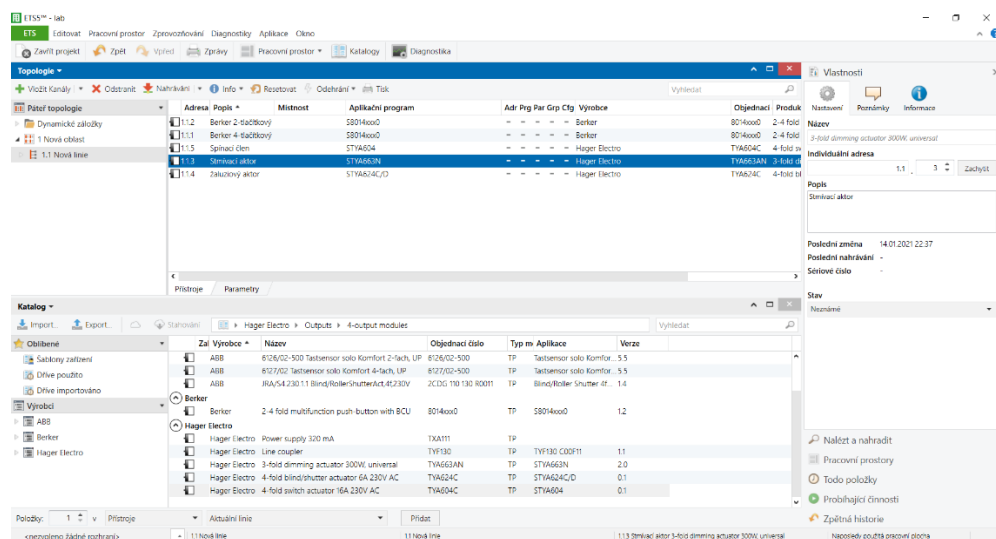 ETS5™ - lab
ETS Editovat Pracovní prostor Zprovozňování Diagnostiky Aplikace Okno
Zavřít projekt Zpět Vpřed Zprávy Pracovní prostor Katalogy Diagnostika
Topologie
Vložit Kanály Odstranit Nahrávání Info Resetovat Odehrání Tisk Vyhledat
Páteř topologie
Dynamické záložky
1 Nová oblast
1.1 Nová linie
Adresa Popis Místnost Aplikační program Adr Prg Par Grp Cfg Výrobce Objednací Produk
1.1.2 Berker 2-tlačítkový S8014xxx0 - - - - - Berker 8014xxx0 2-4 fold
1.1.1 Berker 4-tlačítkový S8014xxx0 - - - - - Berker 8014xxx0 2-4 fold
1.1.5 Spínací člen STYA604 - - - - - Hager Electro TYA604C 4-fold sw
1.1.3 Stmívací aktor STYA663N - - - - - Hager Electro TYA663AN 3-fold di
1.1.4 žaluziový aktor STYA624C/D - - - - - Hager Electro TYA624C 4-fold bl
Přístroje Parametry
Vlastnosti
Nastavení Poznámky Informace
Název
3-fold dimming actuator 300W, universal
Individuální adresa
1.1 . 3 Zachytit
Popis
Stmívací aktor
Poslední změna 14.01.2021 22:37
Poslední nahrávání -
Sériové číslo -
Stav
Neznámé
Nalézt a nahradit
Pracovní prostory
Todo položky
Probíhající činnosti
Zpětná historie
Katalog
Import... Export... Stahování Hager Electro Outputs 4-output modules Vyhledat
Oblíbené
Šablony zařízení
Dříve použito
Dříve importováno
Výrobci
ABB
Berker
Hager Electro
Zal Výrobce Název Objednací číslo Typ m Aplikace Verze
ABB 6126/02-500 Tastsensor solo Komfort 2-fach, UP 6126/02-500 TP Tastsensor solo Komfor... 5.5
ABB 6127/02 Tastsensor solo Komfort 4-fach, UP 6127/02-500 TP Tastsensor solo Komfor... 5.5
ABB JRA/S4 230.1.1 Blind/RollerShutterAct,4f,230V 2CDG 110 130 R0011 TP Blind/Roller Shutter 4f... 1.4
Berker
Berker 2-4 fold multifunction push-button with BCU 8014xxx0 TP S8014xxx0 1.2
Hager Electro
Hager Electro Power supply 320 mA TXA111 TP
Hager Electro Line coupler TYF130 TP TYF130 C00F11 1.1
Hager Electro 3-fold dimming actuator 300W, universal TYA663AN TP STYA663N 2.0
Hager Electro 4-fold blind/shutter actuator 6A 230V AC TYA624C TP STYA624C/D 0.1
Hager Electro 4-fold switch actuator 16A 230V AC TYA604C TP STYA604 0.1
Položky: 1 v Přístroje Aktuální linie Přidat
<nezvoleno žádné rozhraní> 1.1 Nová linie 1.1 Nová linie 1.1.3 Stmívací aktor 3-fold dimming actuator 300W, universal Naposledy použitá pracovní plocha